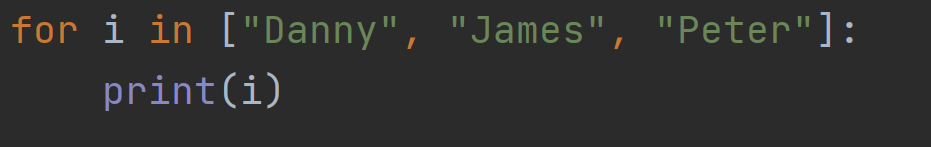 for i in ["Danny", "James", "Peter"]:
    print(i)